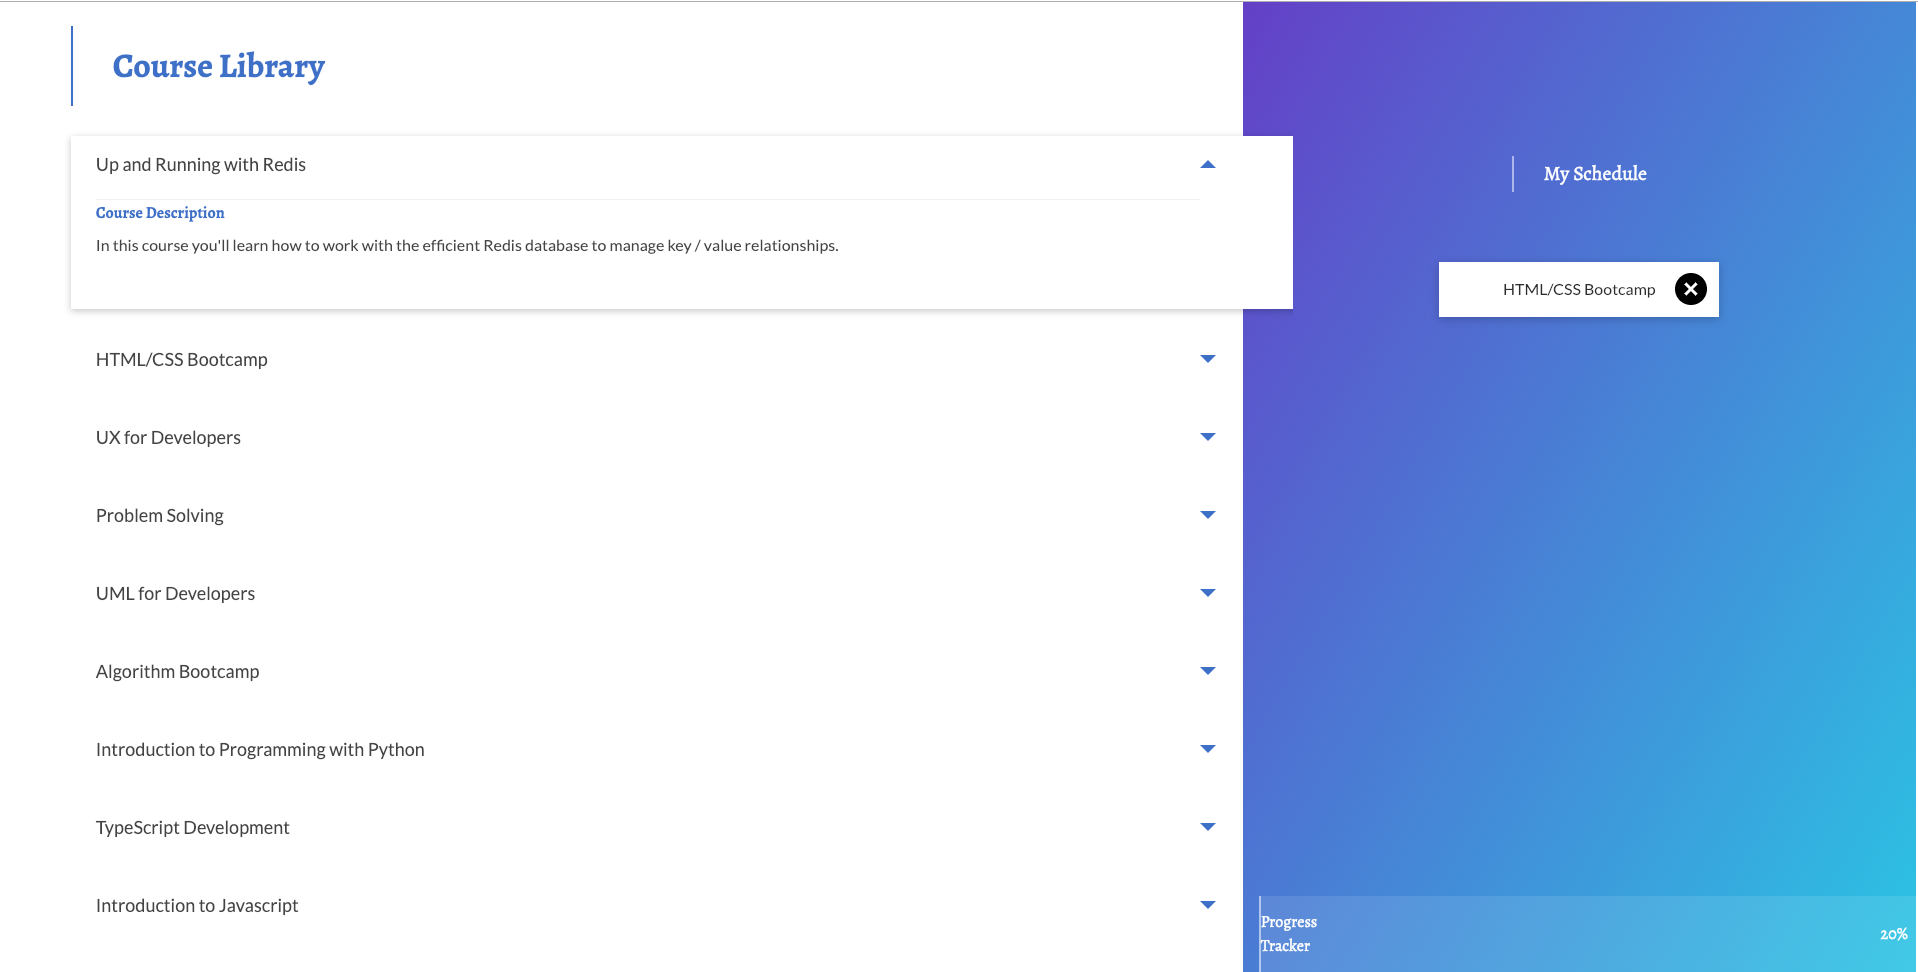 Course Library
Up and Running with Redis
Course Description
In this course you'll learn how to work with the efficient Redis database to manage key / value relationships.
HTML/CSS Bootcamp
UX for Developers
Problem Solving
UML for Developers
Algorithm Bootcamp
Introduction to Programming with Python
TypeScript Development
Introduction to Javascript
My Schedule
HTML/CSS Bootcamp
Progress
Tracker
20%